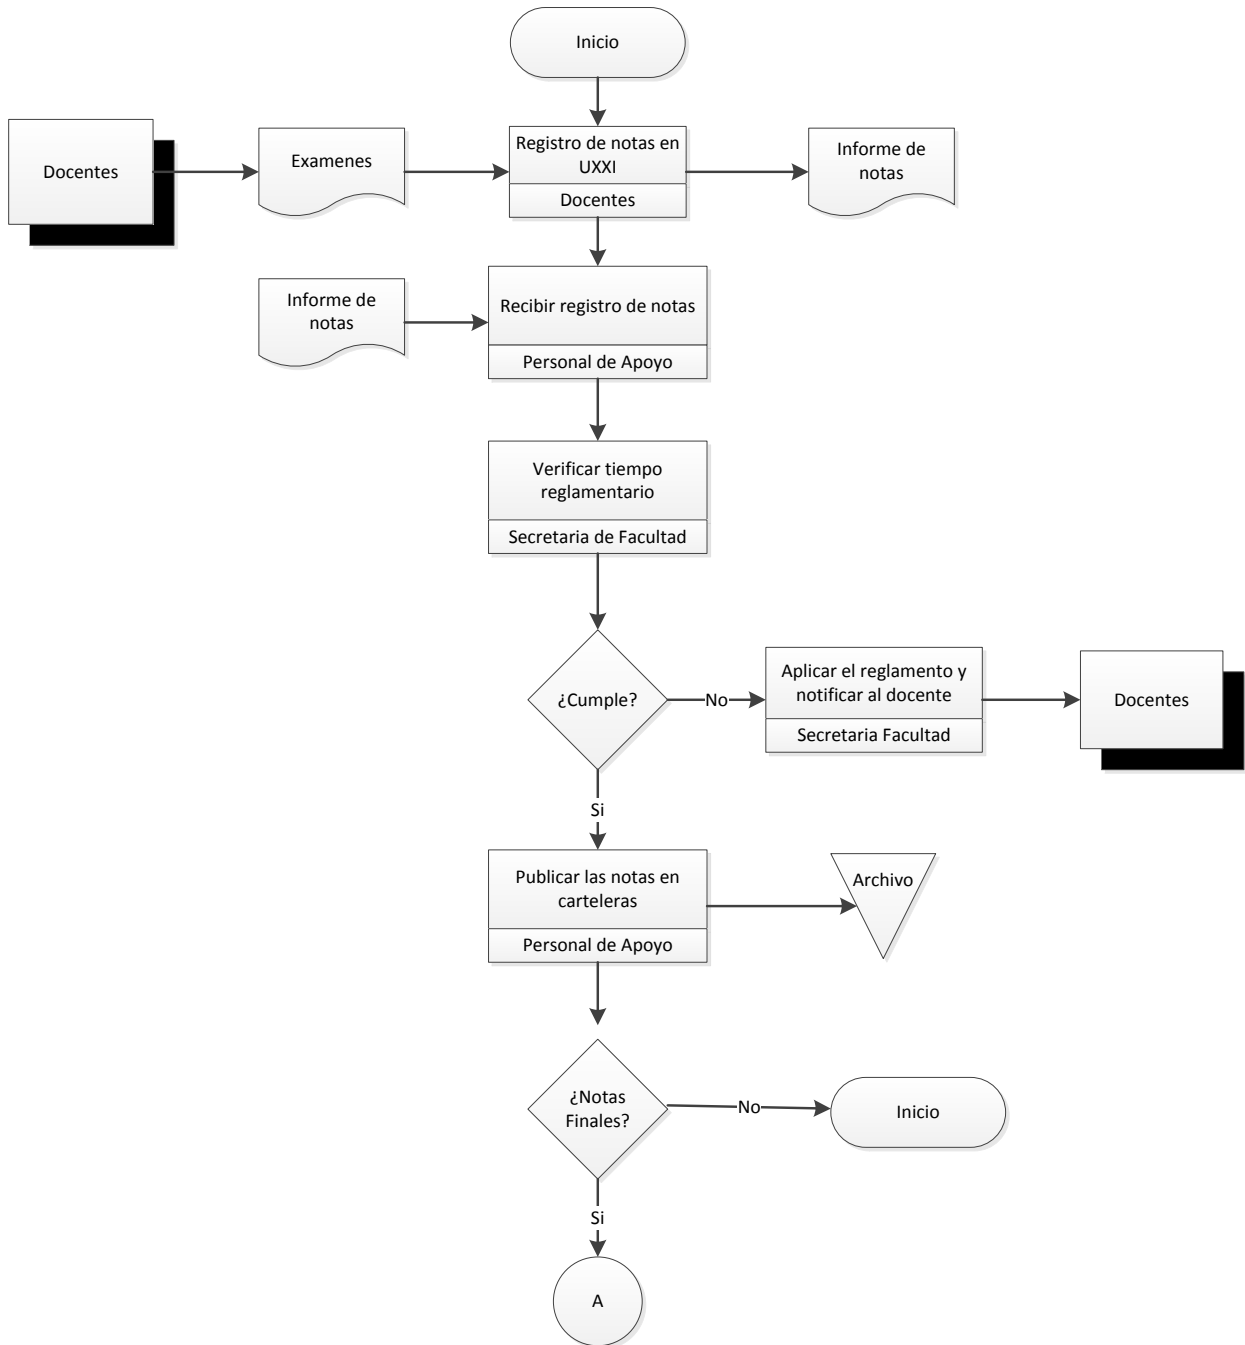 Inicio
Docentes
Examenes
Registro de notas en
UXXI
Docentes
Informe de
notas
Informe de
notas
Recibir registro de notas
Personal de Apoyo
Verificar tiempo
reglamentario
Secretaria de Facultad
¿Cumple?
No
Aplicar el reglamento y
notificar al docente
Secretaria Facultad
Docentes
Si
Publicar las notas en
carteleras
Personal de Apoyo
Archivo
¿Notas
Finales?
No
Inicio
Si
A